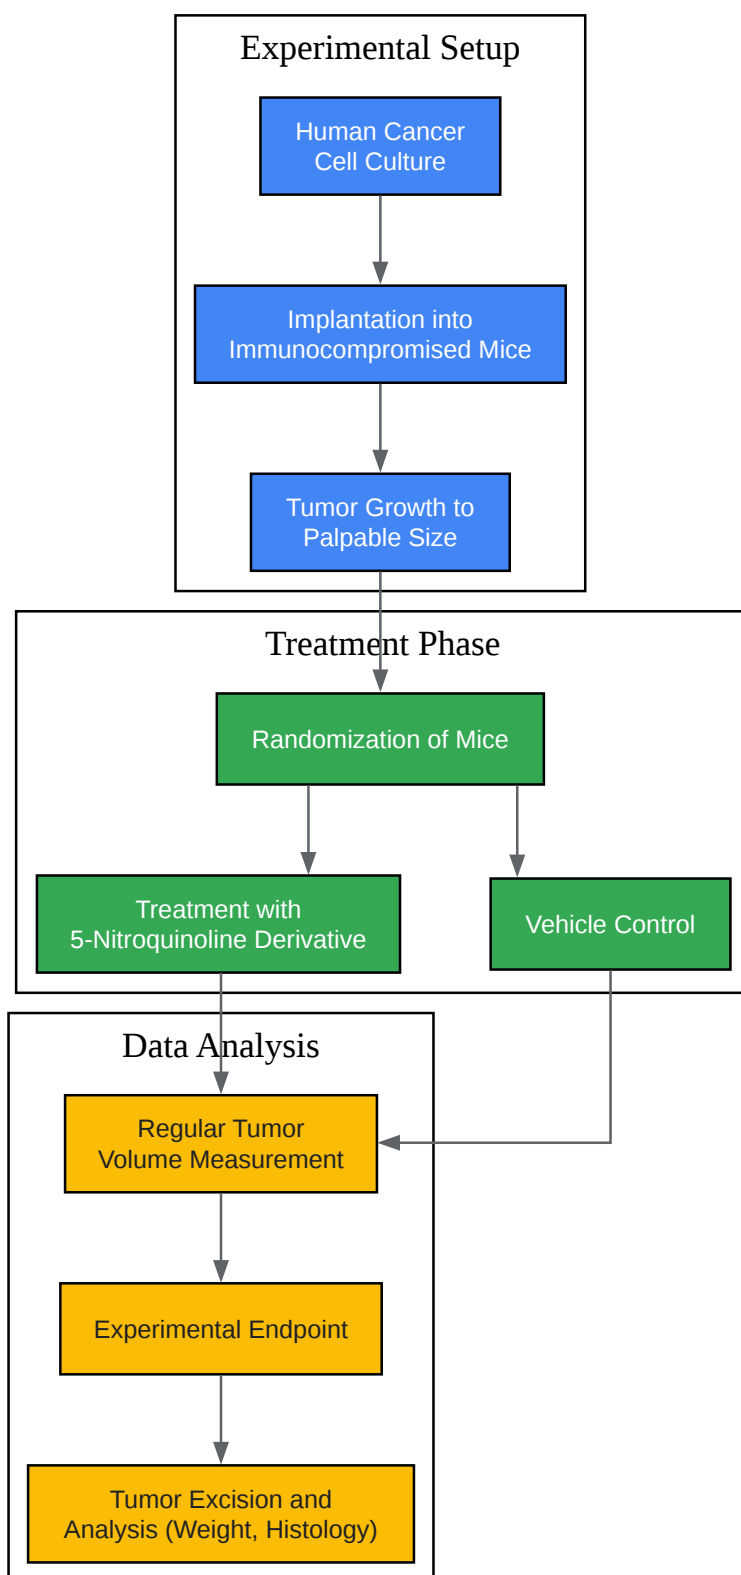 Experimental Setup
Human Cancer
Cell Culture
Implantation into
Immunocompromised Mice
Tumor Growth to
Palpable Size
Treatment Phase
Randomization of Mice
Treatment with
5-Nitroquinoline Derivative
Vehicle Control
Data Analysis
Regular Tumor
Volume Measurement
Experimental Endpoint
Tumor Excision and
Analysis (Weight, Histology)